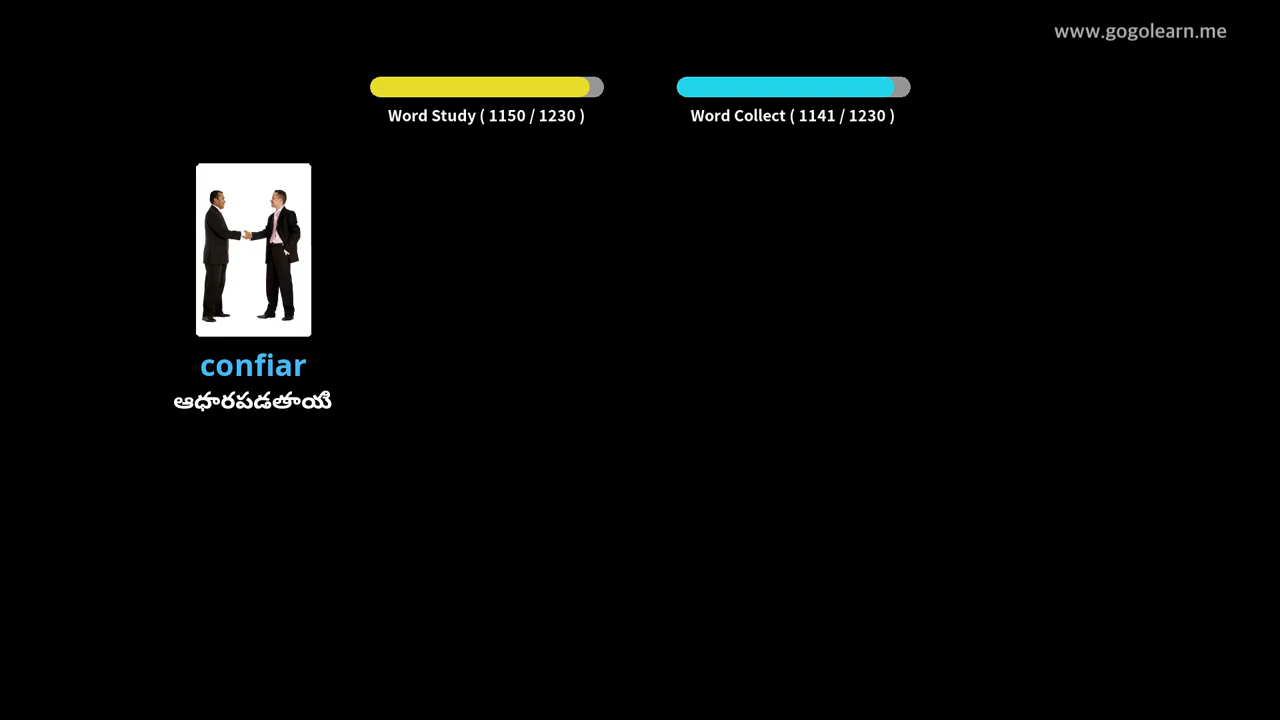 www.gogolearn.me
Word Study ( 1150 / 1230 )
Word Collect ( 1141 / 1230 )
confiar
ఆధారపడతాయి